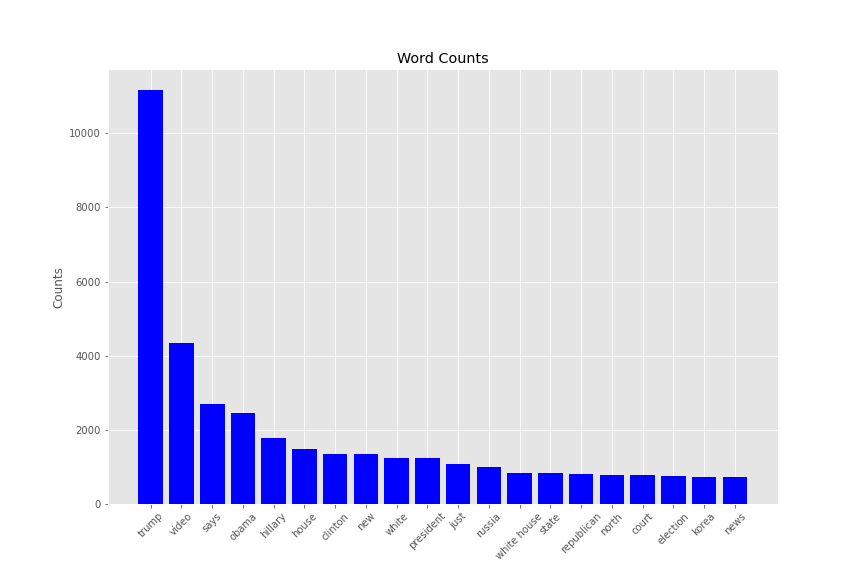 Word Counts
Counts
10000
8000
6000
4000
2000
0
trump
video
says
obama
hillary
house
clinton
new
white
president
just
russia
white house
state
republican
north
court
election
korea
news